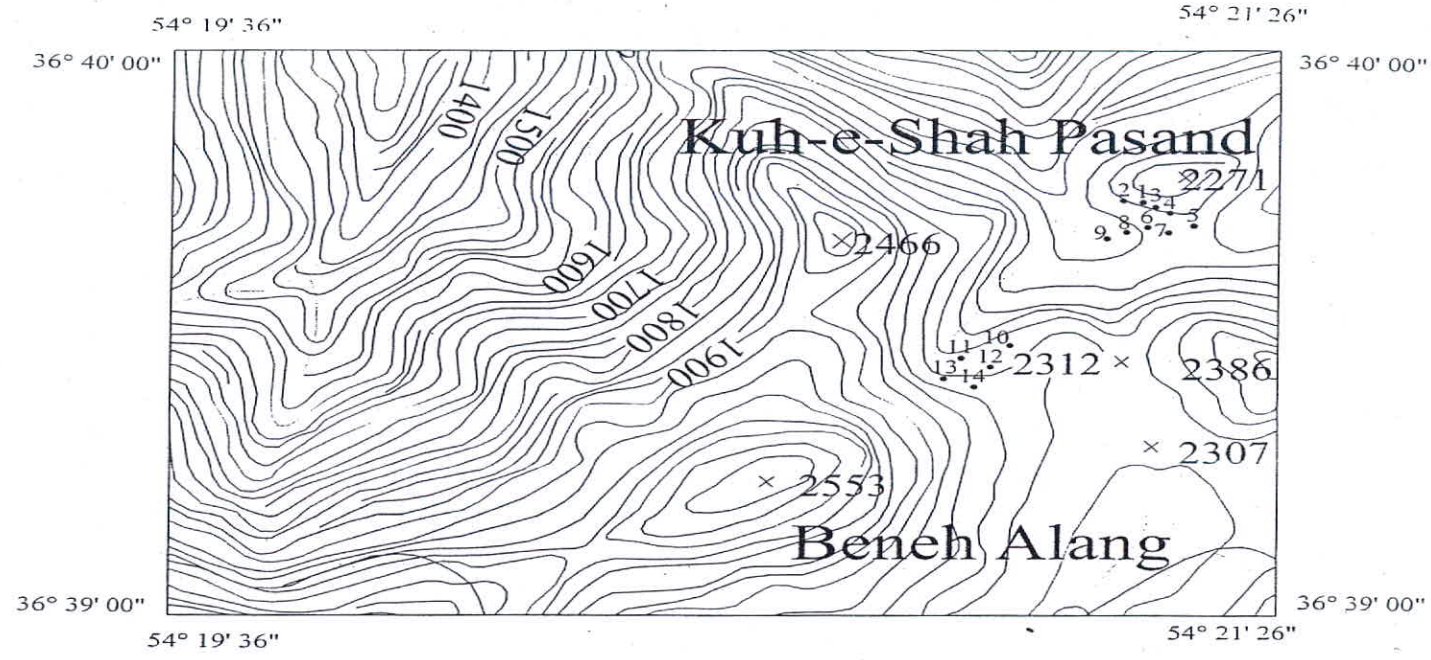 54° 19' 36"
54° 21' 26"
36° 40' 00"
36° 40' 00"
1400
1500
Kuh-e-Shah Pasand
2271
2 1 3 4
9 8 6 7 5
2466
1600
1700
1800
1900
11 10
13 12
14
2312
2386
2307
2553
Beneh Alang
36° 39' 00"
36° 39' 00"
54° 19' 36"
54° 21' 26"